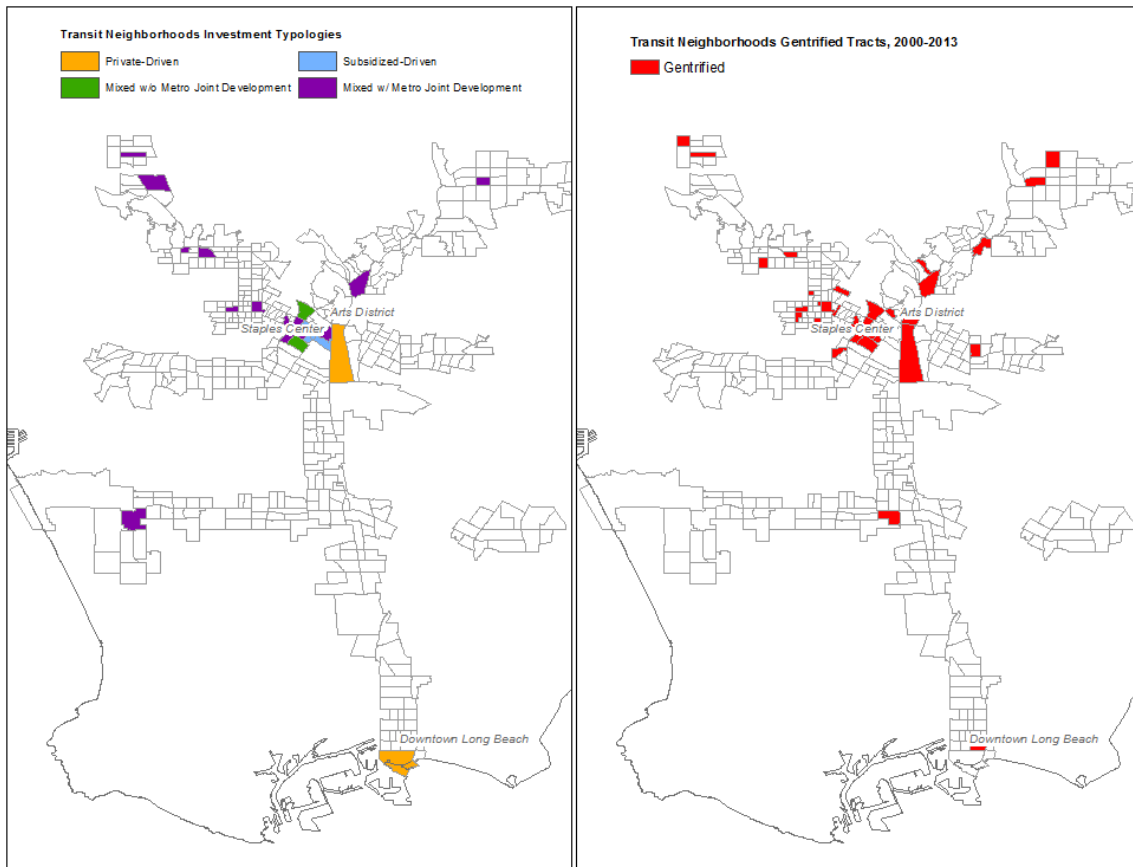 Transit Neighborhoods Investment Typologies
Private-Driven
Subsidized-Driven
Mixed w/o Metro Joint Development
Mixed w/ Metro Joint Development
Arts District
Staples Center
Downtown Long Beach
Transit Neighborhoods Gentrified Tracts, 2000-2013
Gentrified
Arts District
Staples Center
Downtown Long Beach